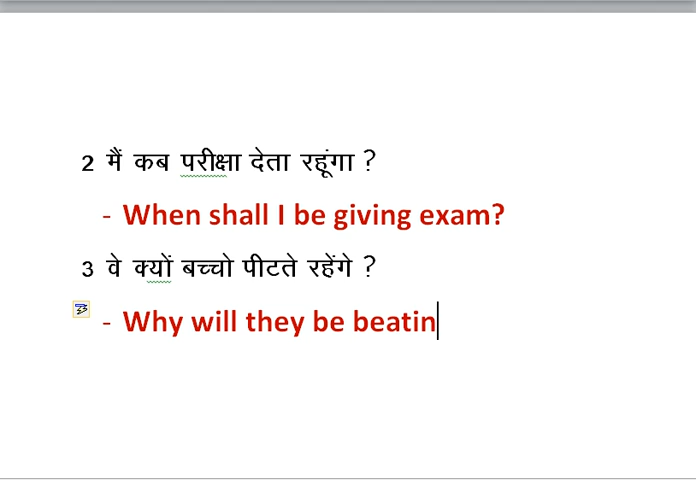 2 मैं कब परीक्षा देता रहूंगा ?
- When shall I be giving exam?
3 वे क्यों बच्चो पीटते रहेंगे ?
- Why will they be beatin